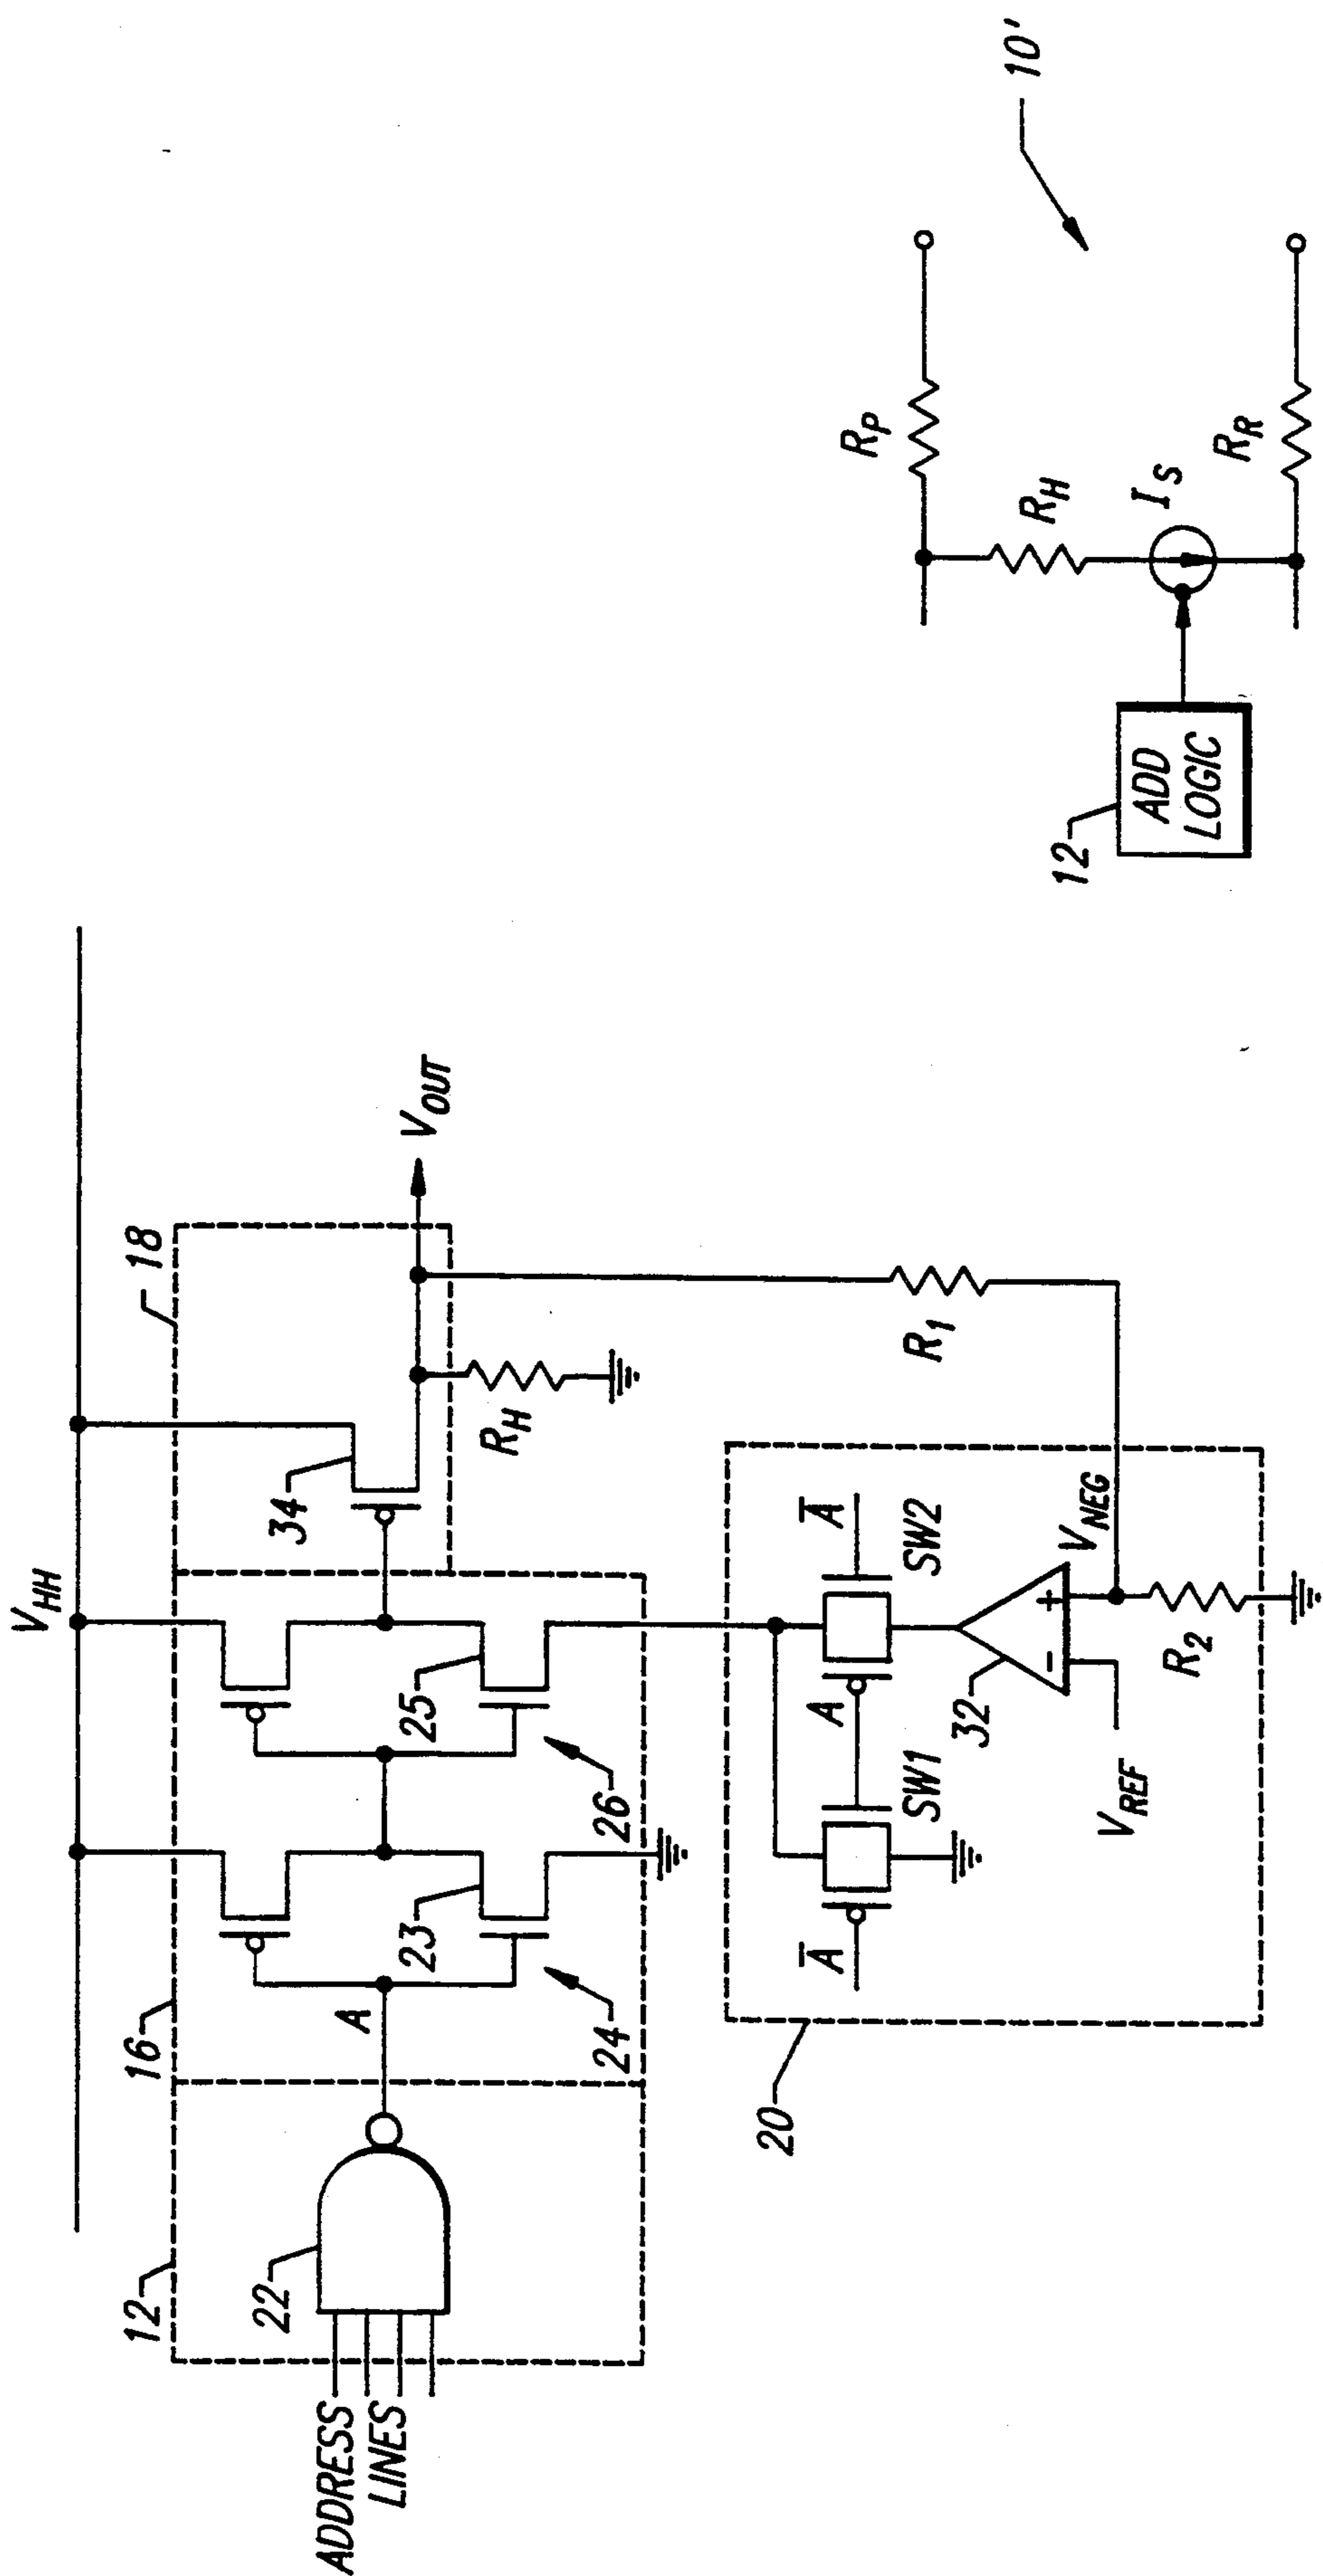 V_HH
12
16
18
ADDRESS
LINES
22
A
23
24
25
26
34
R_H
V_OUT
R_1
20
A̅
SW1
A
SW2
A̅
32
V_REF
V_NEG
R_2
10'
R_P
R_H
I_S
R_R
12
ADD
LOGIC